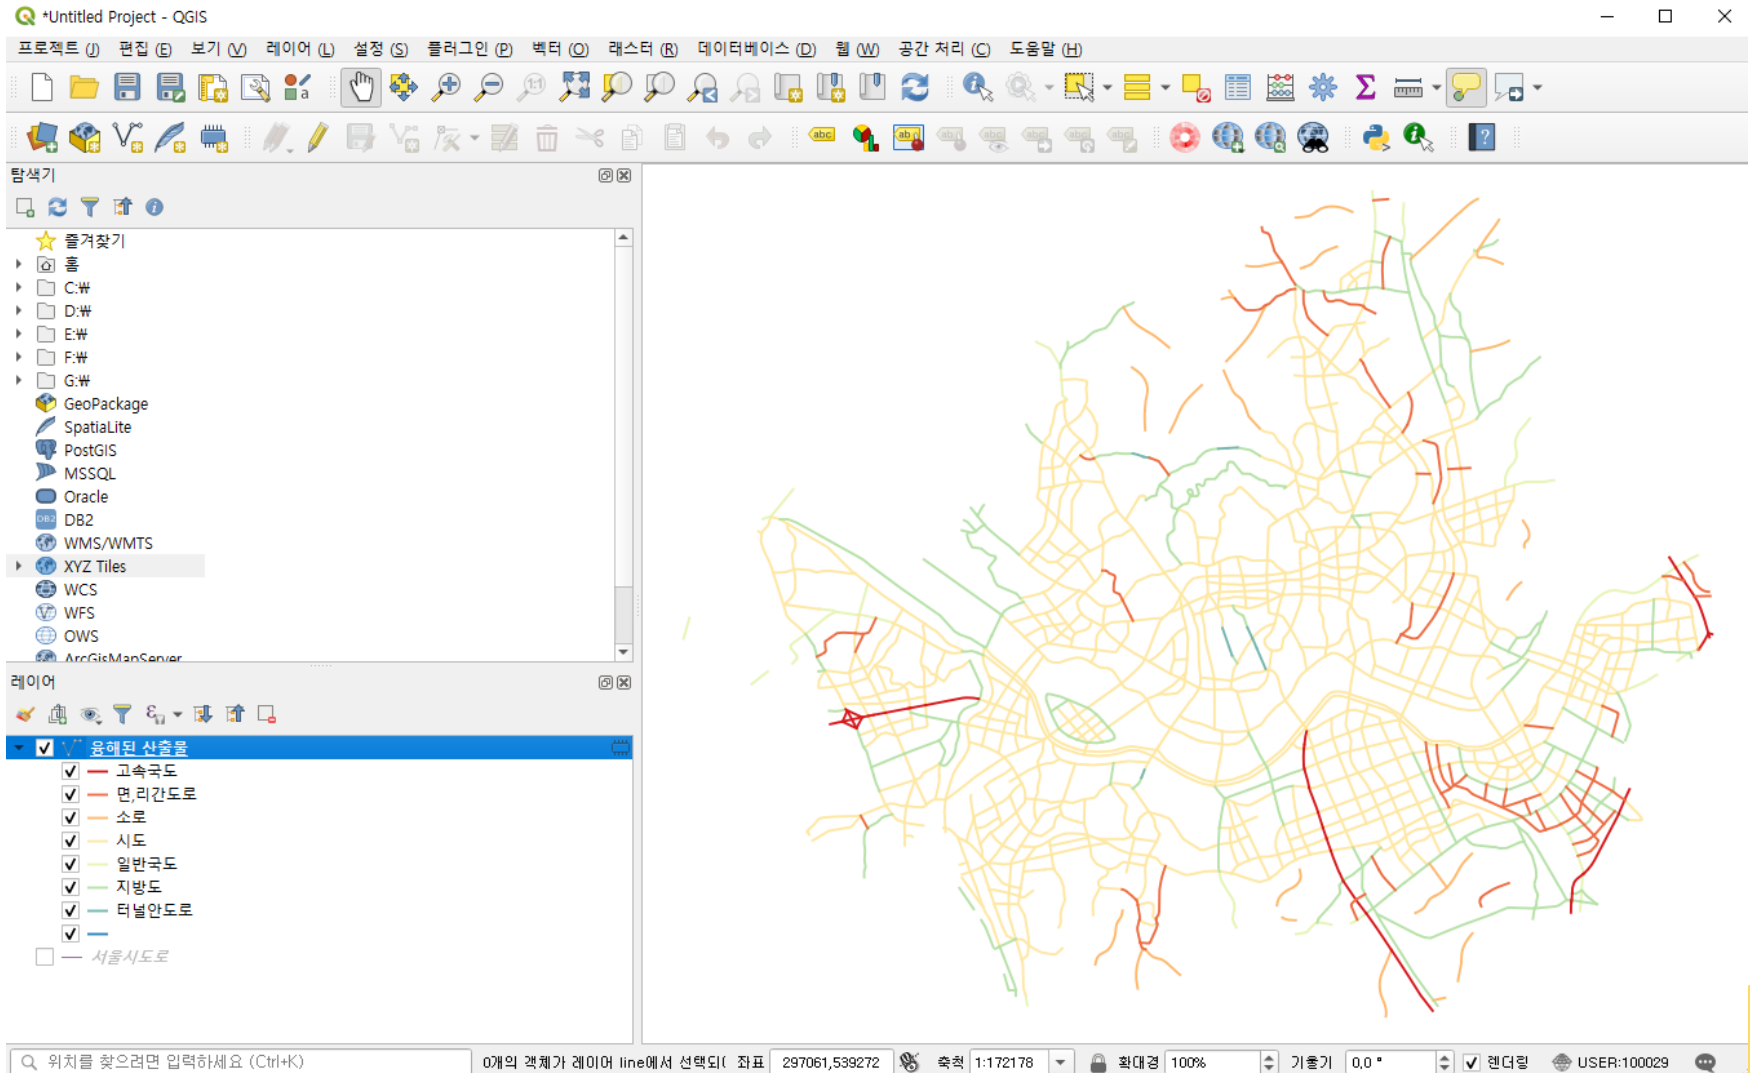 *Untitled Project - QGIS
프로젝트 (J) 편집 (E) 보기 (V) 레이어 (L) 설정 (S) 플러그인 (P) 벡터 (O) 래스터 (R) 데이터베이스 (D) 웹 (W) 공간 처리 (C) 도움말 (H)
탐색기
즐겨찾기
홈
C:₩
D:₩
E:₩
F:₩
G:₩
GeoPackage
SpatiaLite
PostGIS
MSSQL
Oracle
DB2
WMS/WMTS
XYZ Tiles
WCS
WFS
OWS
ArcGisMapServer
레이어
융해된 산출물
고속국도
면,리간도로
소로
시도
일반국도
지방도
터널안도로
서울시도로
위치를 찾으려면 입력하세요 (Ctrl+K) 0개의 객체가 레이어 line에서 선택되( 좌표 297061,539272 축척 1:172178 확대경 100% 기울기 0,0 ° 렌더링 USER:100029